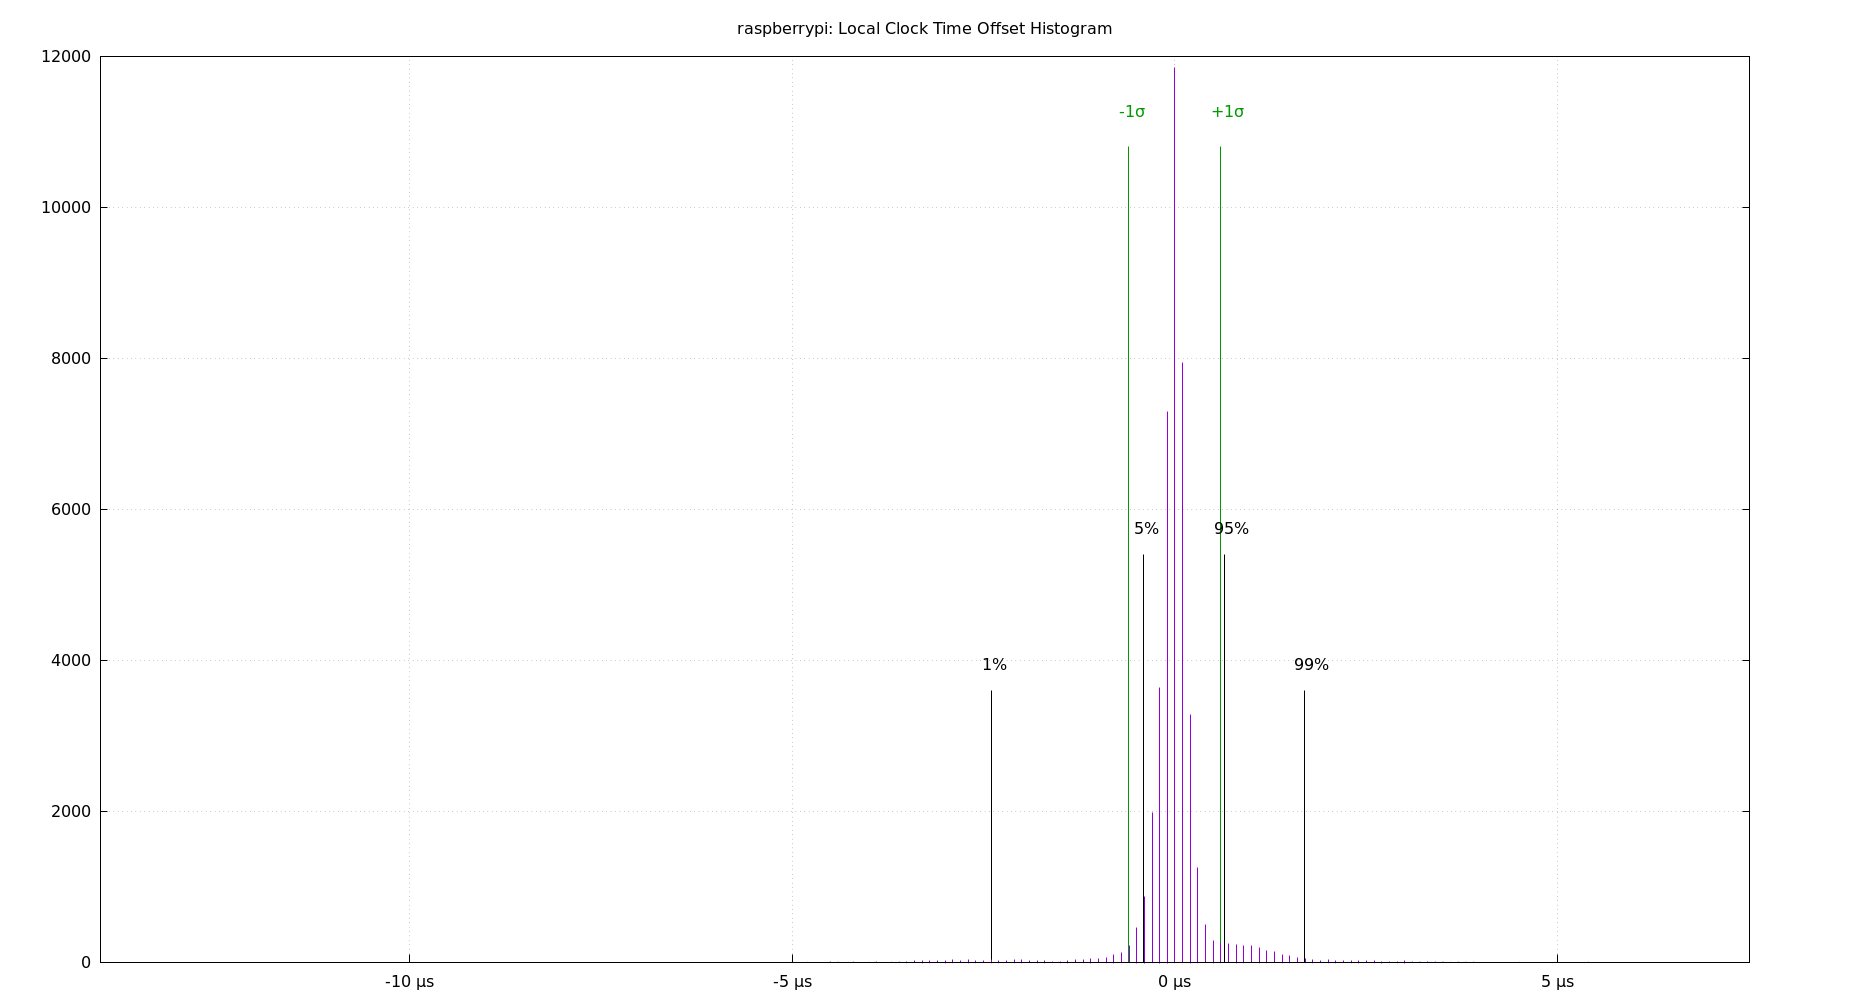 raspberrypi: Local Clock Time Offset Histogram
12000
-1σ
+1σ
10000
8000
6000
5%
95%
4000
1%
99%
2000
0
-10 µs
-5 µs
0 µs
5 µs